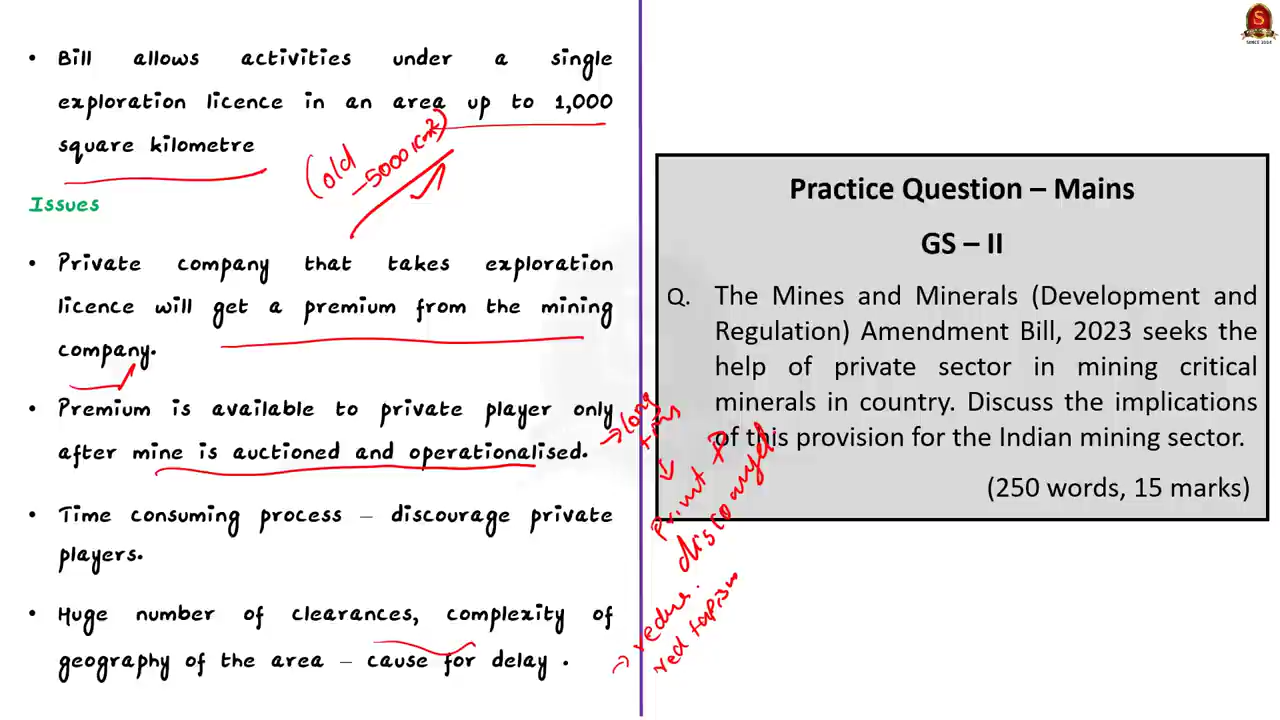 • Bill allows activities under a single
exploration licence in an area up to 1,000
square kilometre
(old
–5000 km²)
Issues
• Private company that takes exploration
licence will get a premium from the mining
company.
• Premium is available to private player only
after mine is auctioned and operationalised.
• Time consuming process – discourage private
players.
• Huge number of clearances, complexity of
geography of the area – cause for delay.
→ long
→ reduce
red tapism
S
SINCE 2004
Practice Question – Mains
GS – II
Q. The Mines and Minerals (Development and
Regulation) Amendment Bill, 2023 seeks the
help of private sector in mining critical
minerals in country. Discuss the implications
of this provision for the Indian mining sector.
(250 words, 15 marks)